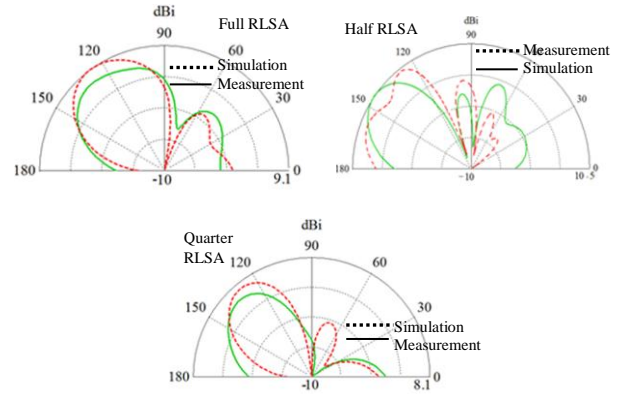 Full RLSA
dBi
90
120
60
150
30
180
0
-10
9.1
Simulation
Measurement
Half RLSA
dBi
90
120
150
30
180
0
-10
10.5
Measurement
Simulation
Quarter
RLSA
dBi
90
120
60
150
30
180
0
-10
8.1
Simulation
Measurement